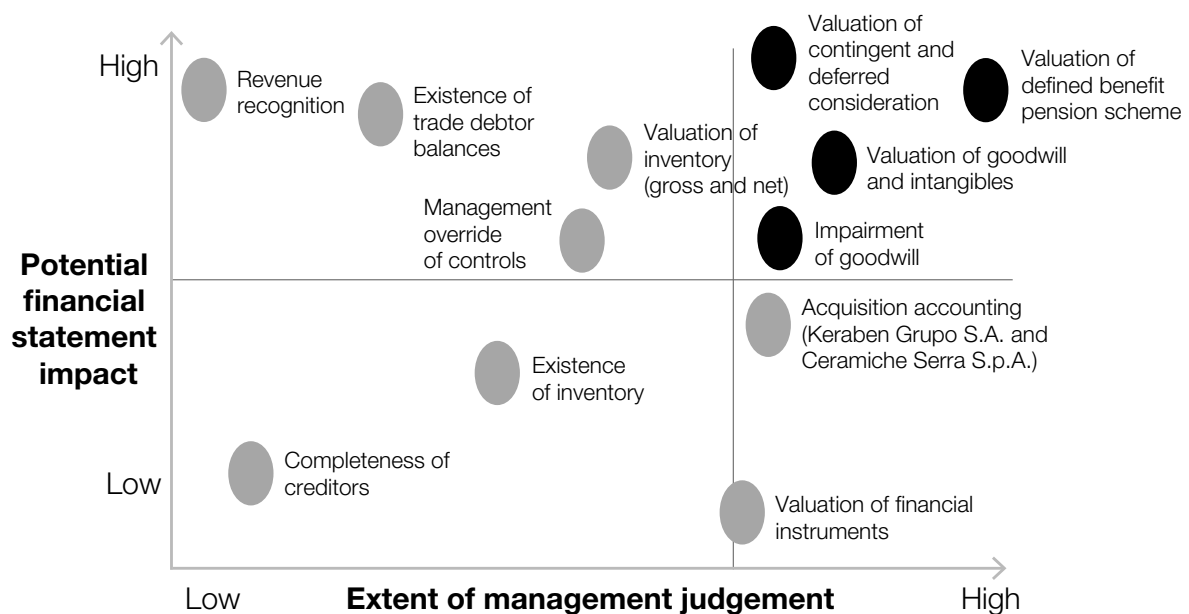 High
Revenue
recognition
Existence of
trade debtor
balances
Valuation of
inventory
(gross and net)
Management
override
of controls
Valuation of
contingent and
deferred
consideration
Valuation of
defined benefit
pension scheme
Valuation of goodwill
and intangibles
Impairment
of goodwill
Potential
financial
statement
impact
Acquisition accounting
(Keraben Grupo S.A. and
Ceramiche Serra S.p.A.)
Existence
of inventory
Completeness of
creditors
Low
Valuation of financial
instruments
Low
Extent of management judgement
High